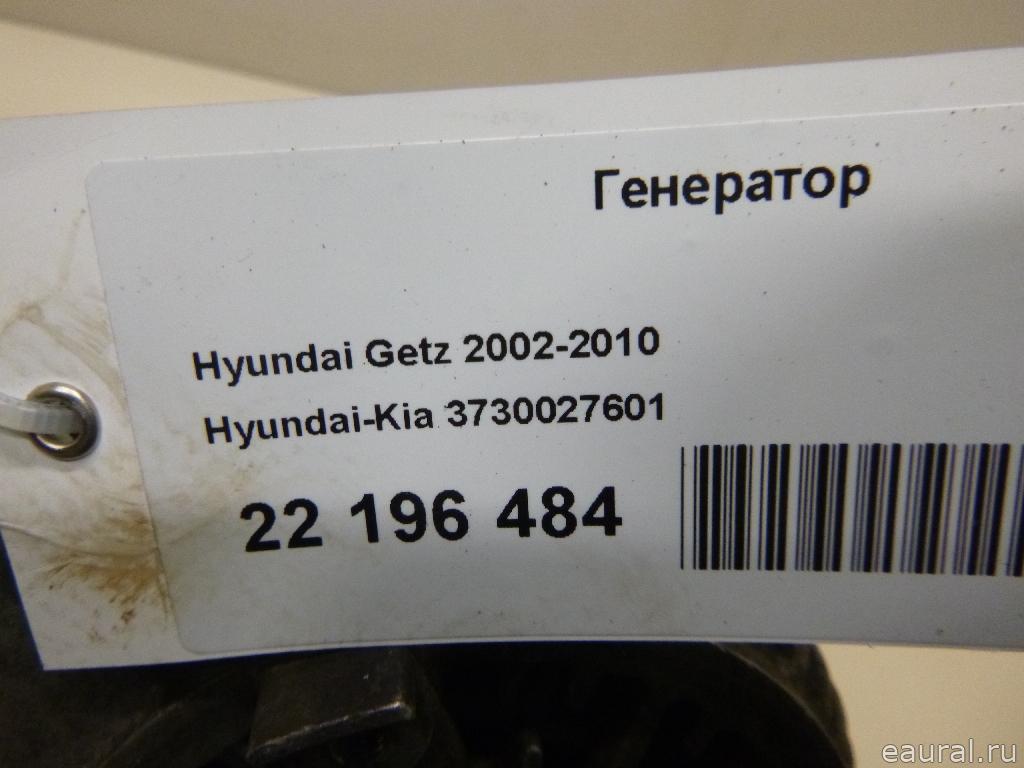 Генератор
Hyundai Getz 2002-2010
Hyundai-Kia 3730027601
22 196 484
eaural.ru